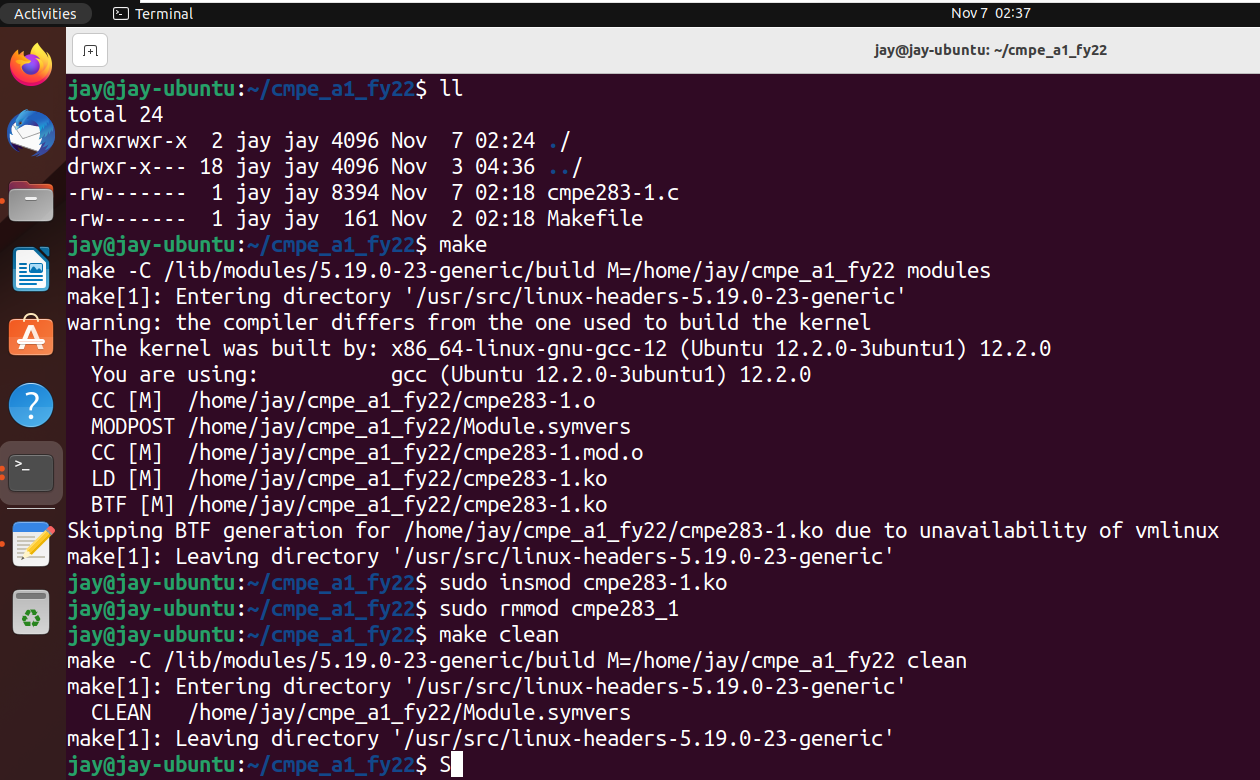 Activities
Terminal
Nov 7 02:37
jay@jay-ubuntu: ~/cmpe_a1_fy22
jay@jay-ubuntu:~/cmpe_a1_fy22$ ll
total 24
drwxrwxr-x  2 jay jay 4096 Nov  7 02:24 ./
drwxr-x--- 18 jay jay 4096 Nov  3 04:36 ../
-rw-------  1 jay jay 8394 Nov  7 02:18 cmpe283-1.c
-rw-------  1 jay jay  161 Nov  2 02:18 Makefile
jay@jay-ubuntu:~/cmpe_a1_fy22$ make
make -C /lib/modules/5.19.0-23-generic/build M=/home/jay/cmpe_a1_fy22 modules
make[1]: Entering directory '/usr/src/linux-headers-5.19.0-23-generic'
warning: the compiler differs from the one used to build the kernel
  The kernel was built by: x86_64-linux-gnu-gcc-12 (Ubuntu 12.2.0-3ubuntu1) 12.2.0
  You are using:           gcc (Ubuntu 12.2.0-3ubuntu1) 12.2.0
  CC [M]  /home/jay/cmpe_a1_fy22/cmpe283-1.o
  MODPOST /home/jay/cmpe_a1_fy22/Module.symvers
  CC [M]  /home/jay/cmpe_a1_fy22/cmpe283-1.mod.o
  LD [M]  /home/jay/cmpe_a1_fy22/cmpe283-1.ko
  BTF [M] /home/jay/cmpe_a1_fy22/cmpe283-1.ko
Skipping BTF generation for /home/jay/cmpe_a1_fy22/cmpe283-1.ko due to unavailability of vmlinux
make[1]: Leaving directory '/usr/src/linux-headers-5.19.0-23-generic'
jay@jay-ubuntu:~/cmpe_a1_fy22$ sudo insmod cmpe283-1.ko
jay@jay-ubuntu:~/cmpe_a1_fy22$ sudo rmmod cmpe283_1
jay@jay-ubuntu:~/cmpe_a1_fy22$ make clean
make -C /lib/modules/5.19.0-23-generic/build M=/home/jay/cmpe_a1_fy22 clean
make[1]: Entering directory '/usr/src/linux-headers-5.19.0-23-generic'
  CLEAN   /home/jay/cmpe_a1_fy22/Module.symvers
make[1]: Leaving directory '/usr/src/linux-headers-5.19.0-23-generic'
jay@jay-ubuntu:~/cmpe_a1_fy22$ S